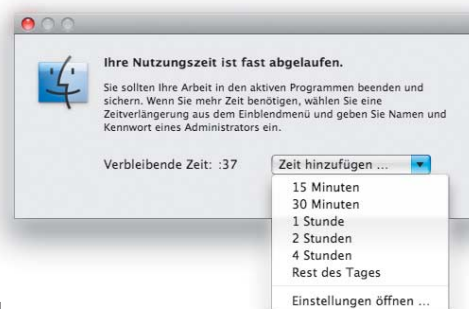 Ihre Nutzungszeit ist fast abgelaufen.
Sie sollten Ihre Arbeit in den aktiven Programmen beenden und
sichern. Wenn Sie mehr Zeit benötigen, wählen Sie eine
Zeitverlängerung aus dem Einblendmenü und geben Sie Namen und
Kennwort eines Administrators ein.
Verbleibende Zeit: :37
Zeit hinzufügen ...
15 Minuten
30 Minuten
1 Stunde
2 Stunden
4 Stunden
Rest des Tages
Einstellungen öffnen ...